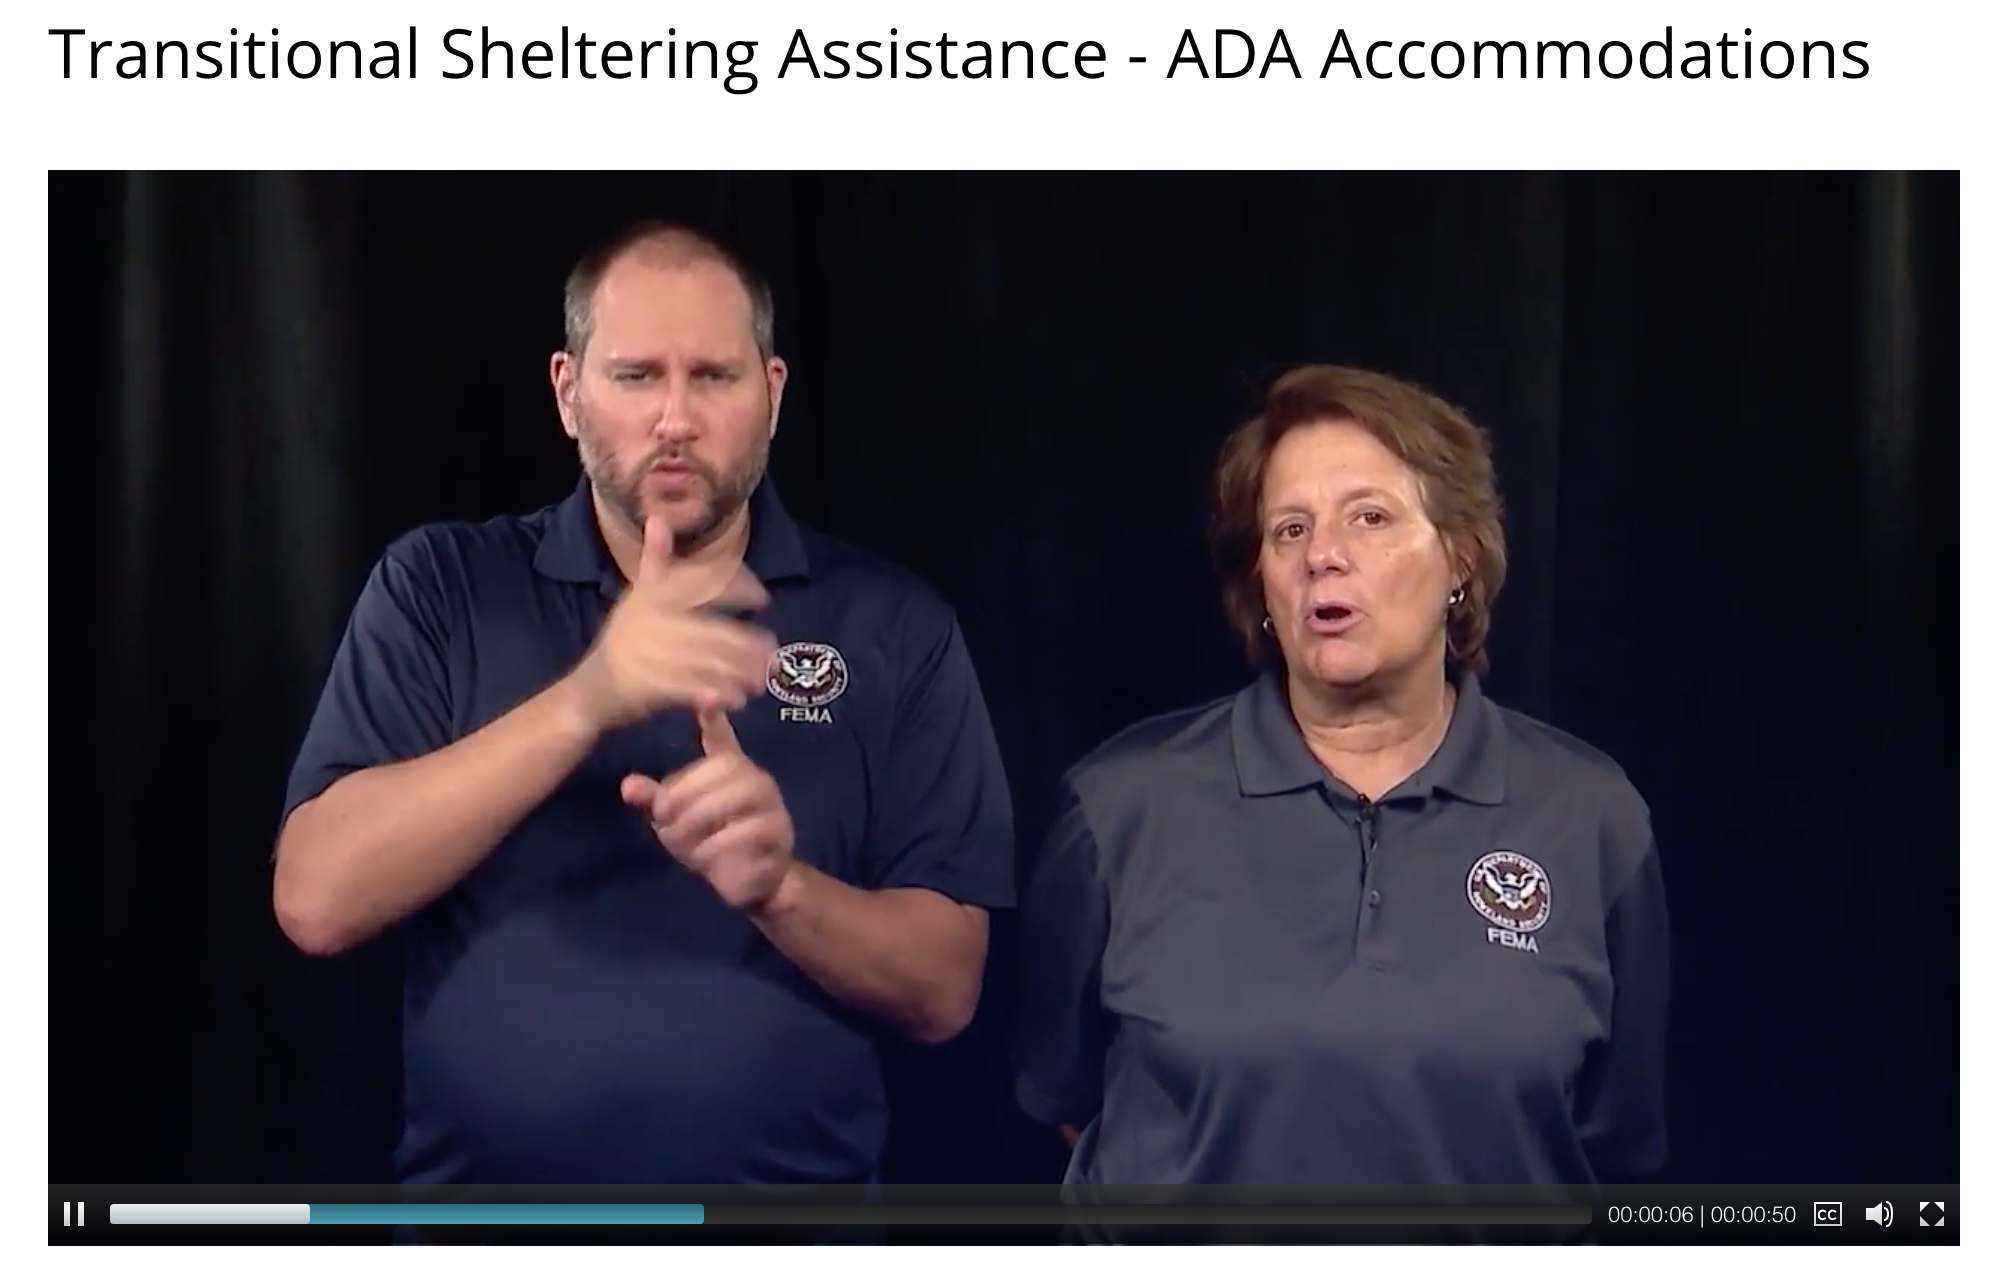 Transitional Sheltering Assistance - ADA Accommodations
FEMA
FEMA
00:00:06 | 00:00:50
CC